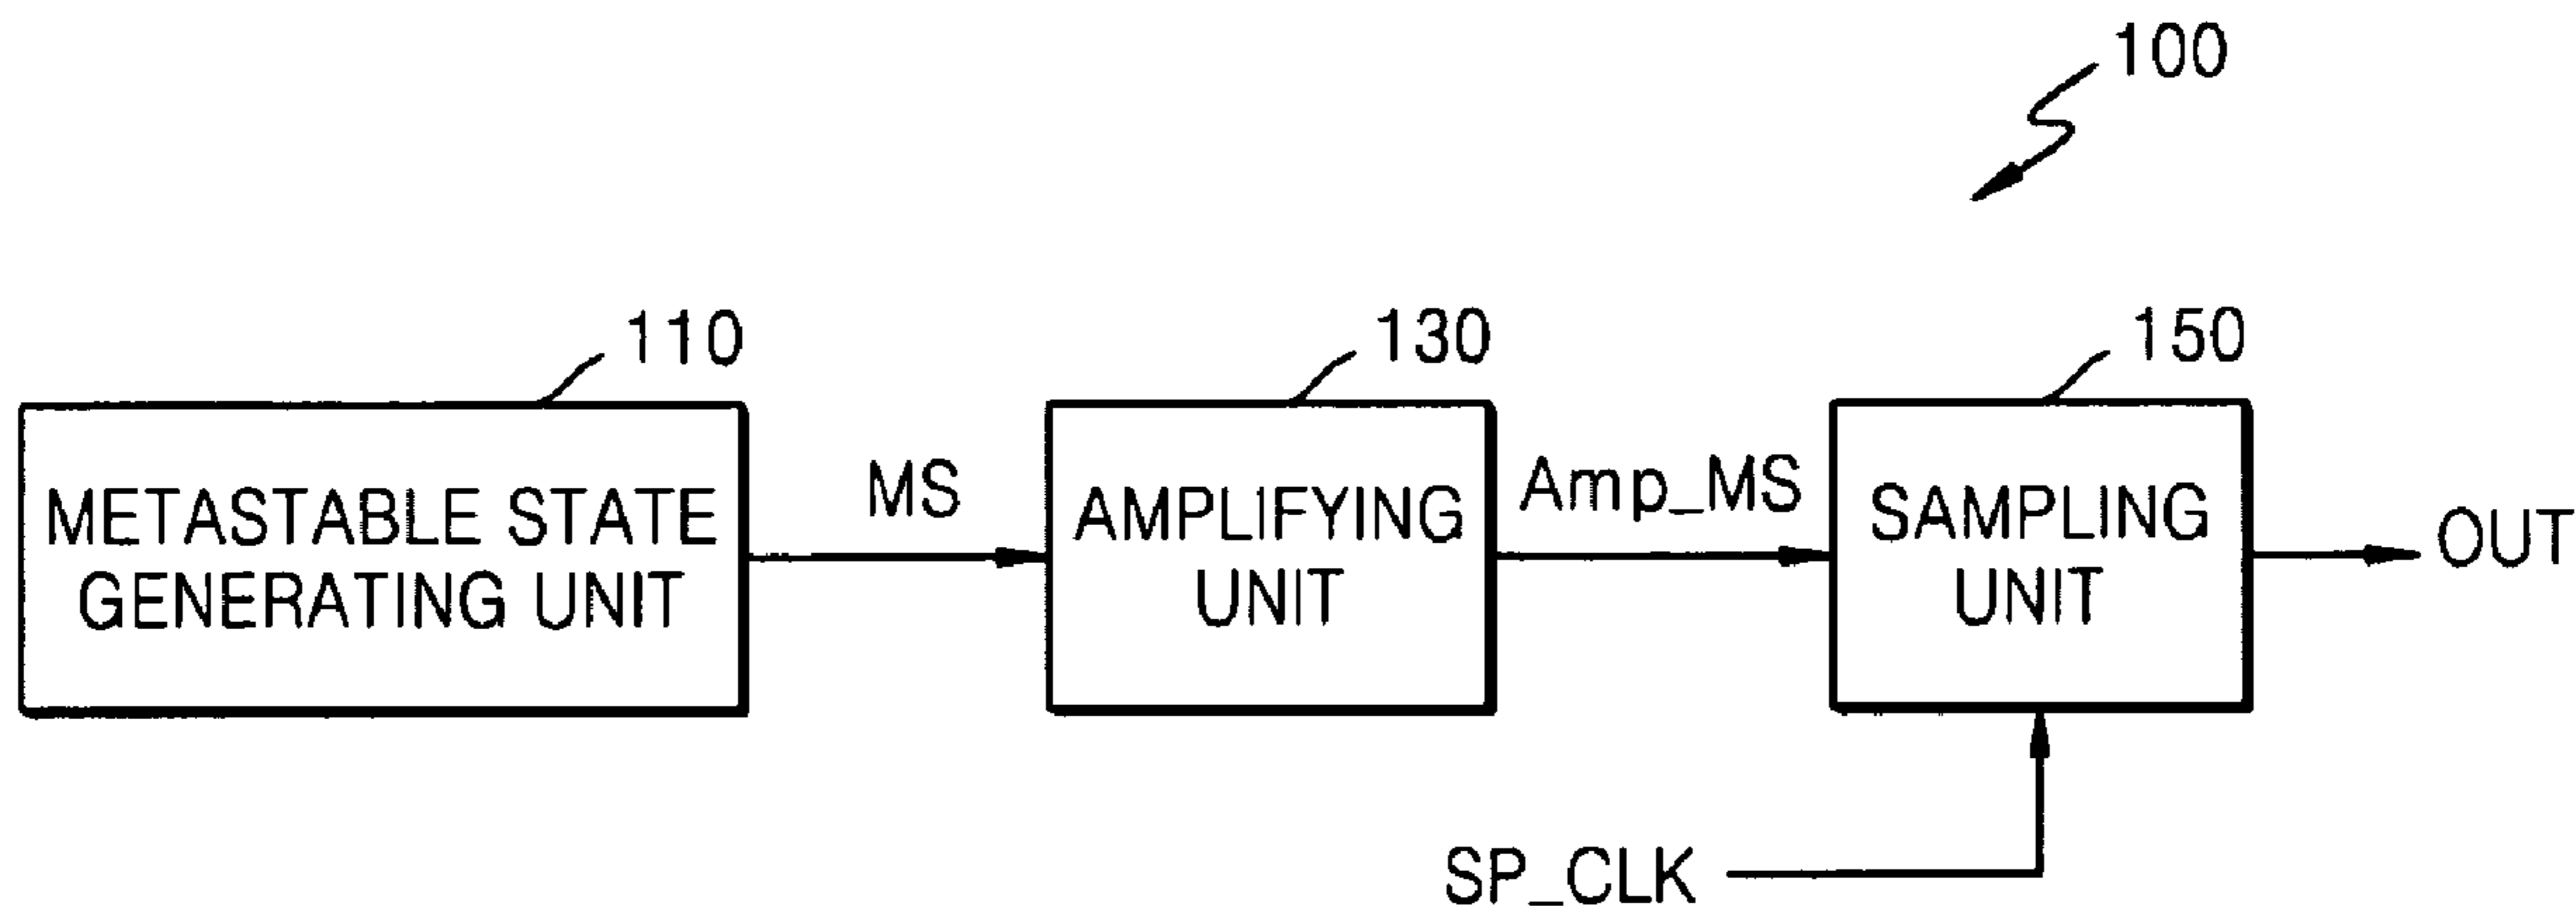 100
110
130
150
METASTABLE STATE
GENERATING UNIT
MS
AMPLIFYING
UNIT
Amp_MS
SAMPLING
UNIT
OUT
SP_CLK